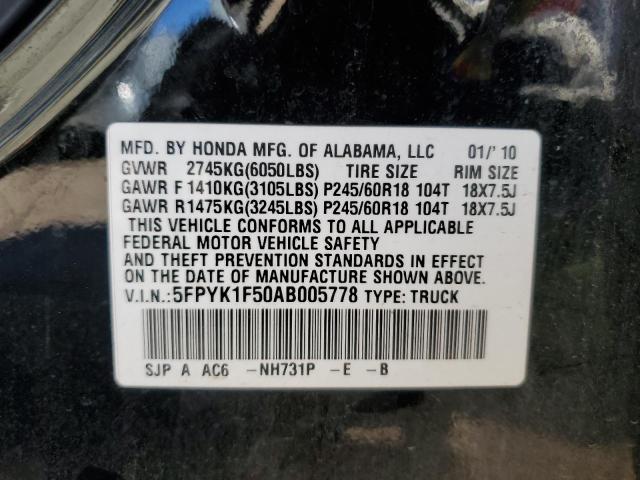 MFD. BY HONDA MFG. OF ALABAMA, LLC 01/'10
GVWR 2745KG(6050LBS) TIRE SIZE RIM SIZE
GAWR F 1410KG(3105LBS) P245/60R18 104T 18X7.5J
GAWR R1475KG(3245LBS) P245/60R18 104T 18X7.5J
THIS VEHICLE CONFORMS TO ALL APPLICABLE
FEDERAL MOTOR VEHICLE SAFETY
AND THEFT PREVENTION STANDARDS IN EFFECT
ON THE DATE OF MANUFACTURE SHOWN ABOVE.
V.I.N.:5FPYK1F50AB005778 TYPE: TRUCK
SJP A AC6 -NH731P -E -B